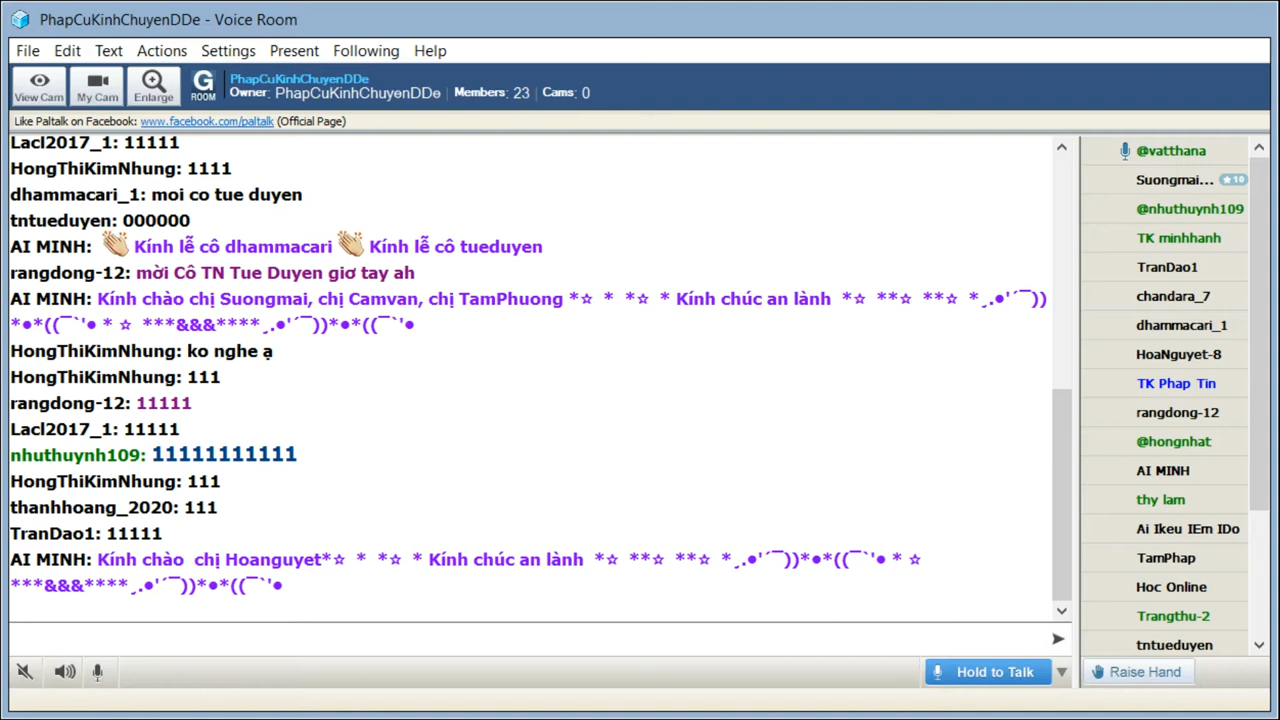 PhapCuKinhChuyenDDe - Voice Room
File Edit Text Actions Settings Present Following Help
View Cam
My Cam
Enlarge
G ROOM
PhapCuKinhChuyenDDe
Owner: PhapCuKinhChuyenDDe Members: 23 Cams: 0
Like Paltalk on Facebook: www.facebook.com/paltalk (Official Page)
Lacl2017_1: 11111
HongThiKimNhung: 1111
dhammacari_1: moi co tue duyen
tntueduyen: 000000
AI MINH: 👏 Kính lễ cô dhammacari 👏 Kính lễ cô tueduyen
rangdong-12: mời Cô TN Tue Duyen giơ tay ah
AI MINH: Kính chào chị Suongmai, chị Camvan, chị TamPhuong *☆ * *☆ * Kính chúc an lành *☆ **☆ **☆ *¸.●'´¯))
*●*((¯`'● * ☆ ***&&&****¸.●'´¯))*●*((¯`'●
HongThiKimNhung: ko nghe ạ
HongThiKimNhung: 111
rangdong-12: 11111
Lacl2017_1: 11111
nhuthuynh109: 11111111111
HongThiKimNhung: 111
thanhhoang_2020: 111
TranDao1: 11111
AI MINH: Kính chào chị Hoanguyet*☆ * *☆ * Kính chúc an lành *☆ **☆ **☆ *¸.●'´¯))*●*((¯`'● * ☆
***&&&****¸.●'´¯))*●*((¯`'●
Hold to Talk
@vatthana
Suongmai... ★10
@nhuthuynh109
TK minhhanh
TranDao1
chandara_7
dhammacari_1
HoaNguyet-8
TK Phap Tin
rangdong-12
@hongnhat
AI MINH
thy lam
Ai Ikeu IEm IDo
TamPhap
Hoc Online
Trangthu-2
tntueduyen
Raise Hand